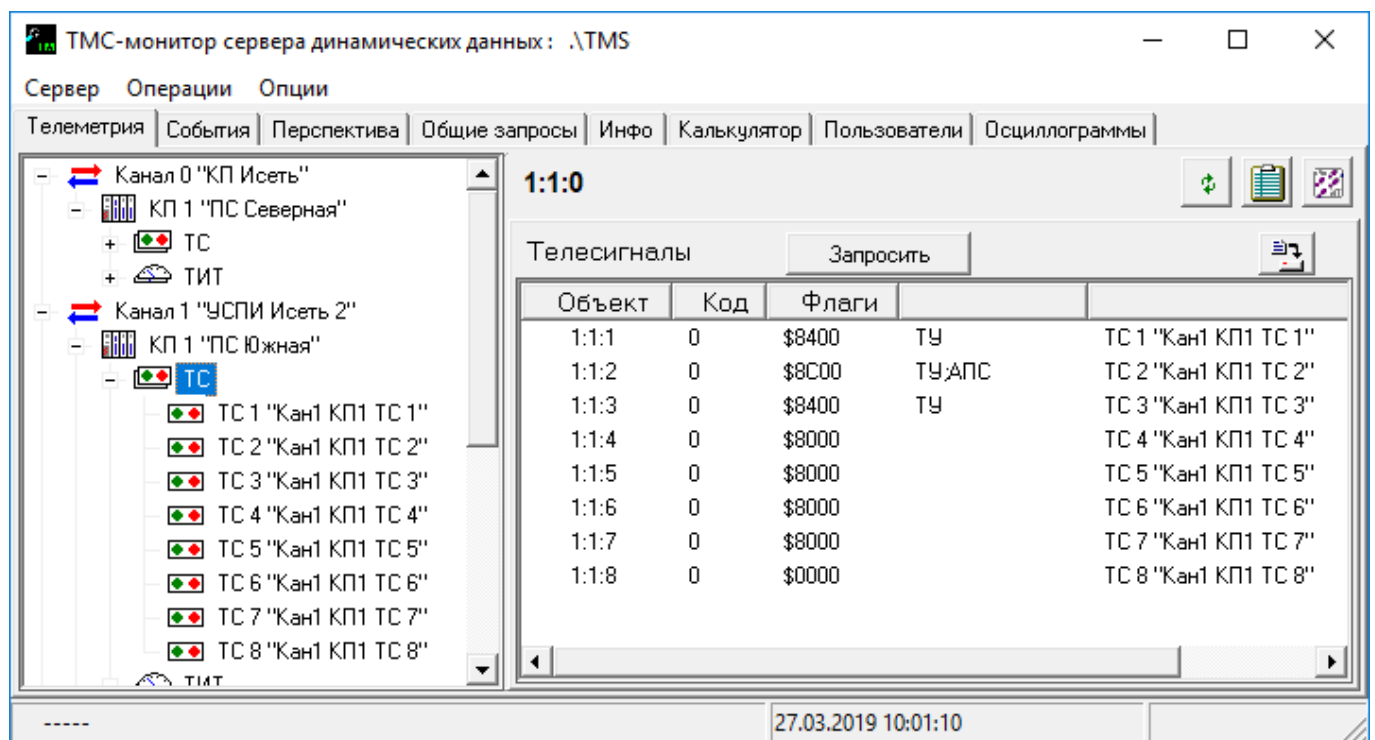 ТМС-монитор сервера динамических данных : .\TMS
Сервер Операции Опции
Телеметрия События Перспектива Общие запросы Инфо Калькулятор Пользователи Осциллограммы
Канал 0 "КП Исеть"
КП 1 "ПС Северная"
ТС
ТИТ
Канал 1 "УСПИ Исеть 2"
КП 1 "ПС Южная"
ТС
ТС 1 "Кан1 КП1 ТС 1"
ТС 2 "Кан1 КП1 ТС 2"
ТС 3 "Кан1 КП1 ТС 3"
ТС 4 "Кан1 КП1 ТС 4"
ТС 5 "Кан1 КП1 ТС 5"
ТС 6 "Кан1 КП1 ТС 6"
ТС 7 "Кан1 КП1 ТС 7"
ТС 8 "Кан1 КП1 ТС 8"
ТИТ
1:1:0
Телесигналы Запросить
Объект Код Флаги
1:1:1 0 $8400 ТУ ТС 1 "Кан1 КП1 ТС 1"
1:1:2 0 $8C00 ТУ;АПС ТС 2 "Кан1 КП1 ТС 2"
1:1:3 0 $8400 ТУ ТС 3 "Кан1 КП1 ТС 3"
1:1:4 0 $8000 ТС 4 "Кан1 КП1 ТС 4"
1:1:5 0 $8000 ТС 5 "Кан1 КП1 ТС 5"
1:1:6 0 $8000 ТС 6 "Кан1 КП1 ТС 6"
1:1:7 0 $8000 ТС 7 "Кан1 КП1 ТС 7"
1:1:8 0 $0000 ТС 8 "Кан1 КП1 ТС 8"
----- 27.03.2019 10:01:10